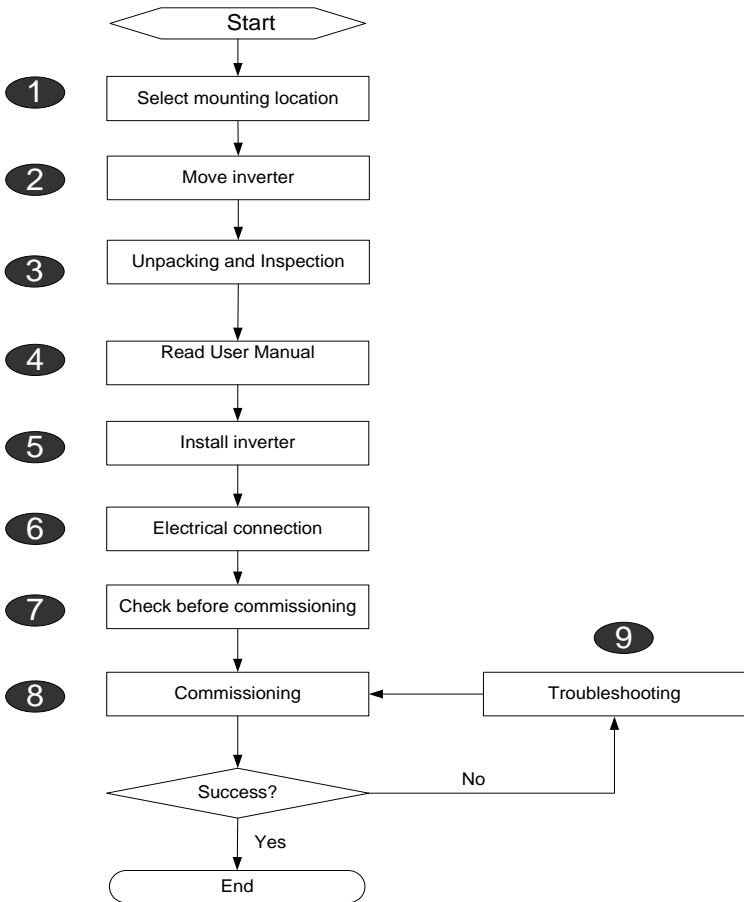 Start
1
Select mounting location
2
Move inverter
3
Unpacking and Inspection
4
Read User Manual
5
Install inverter
6
Electrical connection
7
Check before commissioning
9
8
Commissioning
Troubleshooting
Success?
No
Yes
End